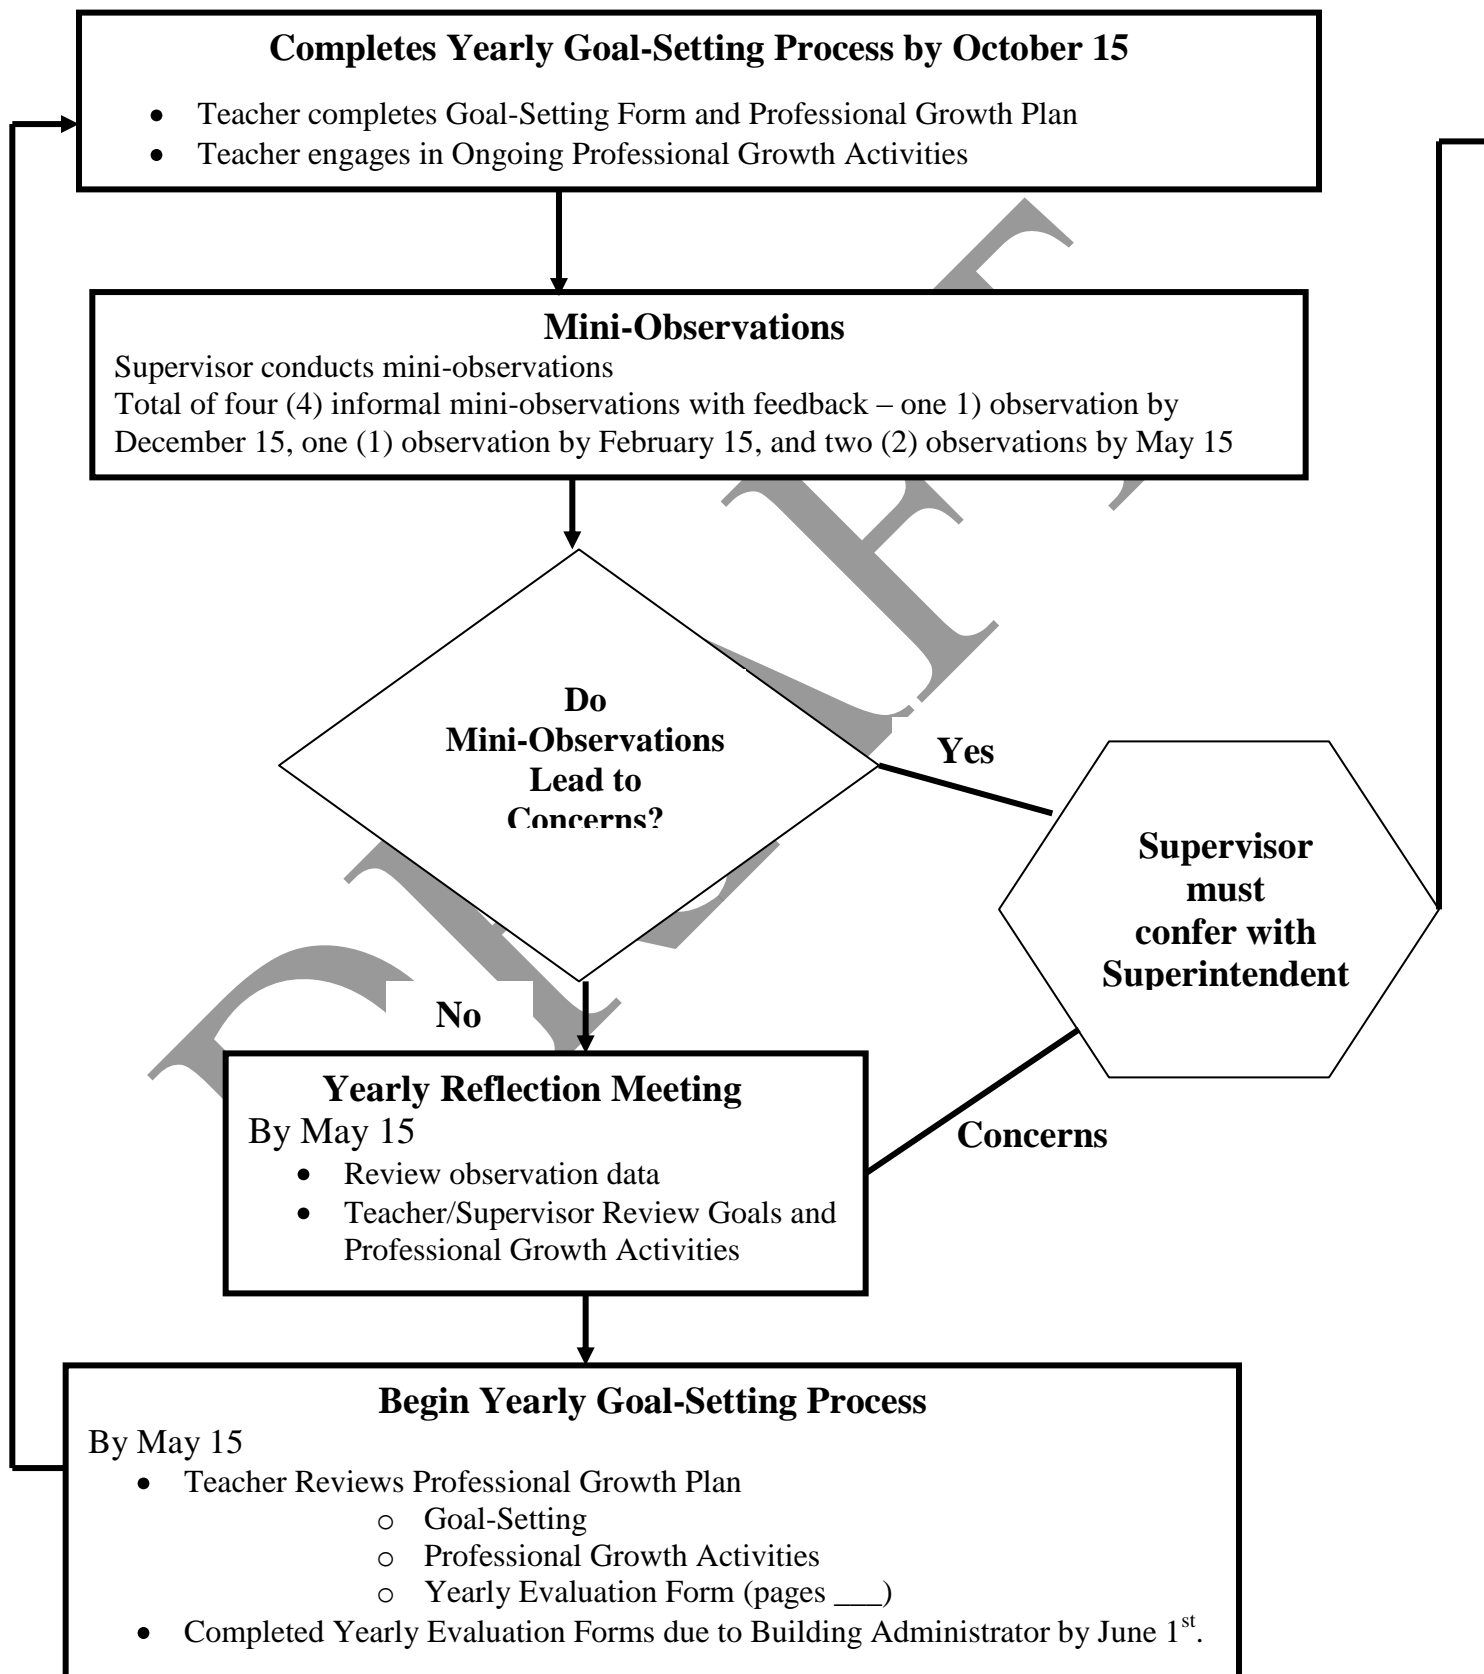 Completes Yearly Goal-Setting Process by October 15
• Teacher completes Goal-Setting Form and Professional Growth Plan
• Teacher engages in Ongoing Professional Growth Activities
Mini-Observations
Supervisor conducts mini-observations
Total of four (4) informal mini-observations with feedback – one 1) observation by
December 15, one (1) observation by February 15, and two (2) observations by May 15
Do
Mini-Observations
Lead to
Concerns?
Yes
Supervisor
must
confer with
Superintendent
No
Yearly Reflection Meeting
By May 15
• Review observation data
• Teacher/Supervisor Review Goals and
Professional Growth Activities
Concerns
Begin Yearly Goal-Setting Process
By May 15
• Teacher Reviews Professional Growth Plan
o Goal-Setting
o Professional Growth Activities
o Yearly Evaluation Form (pages ___)
• Completed Yearly Evaluation Forms due to Building Administrator by June 1st.